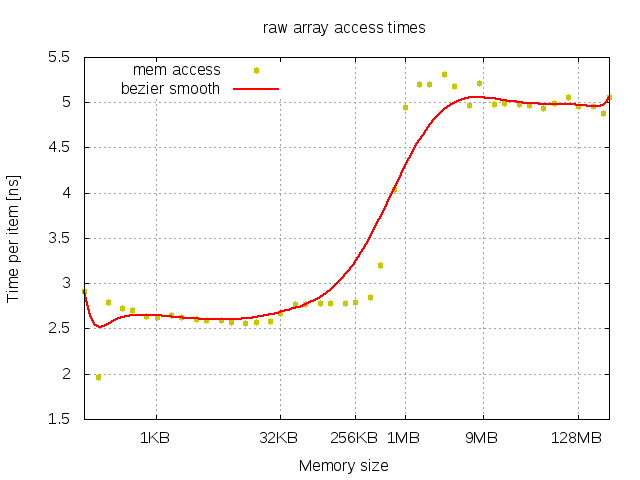 raw array access times
5.5
mem access
bezier smooth
5
4.5
4
3.5
3
2.5
2
1.5
Time per item [ns]
1KB 32KB 256KB 1MB 9MB 128MB
Memory size